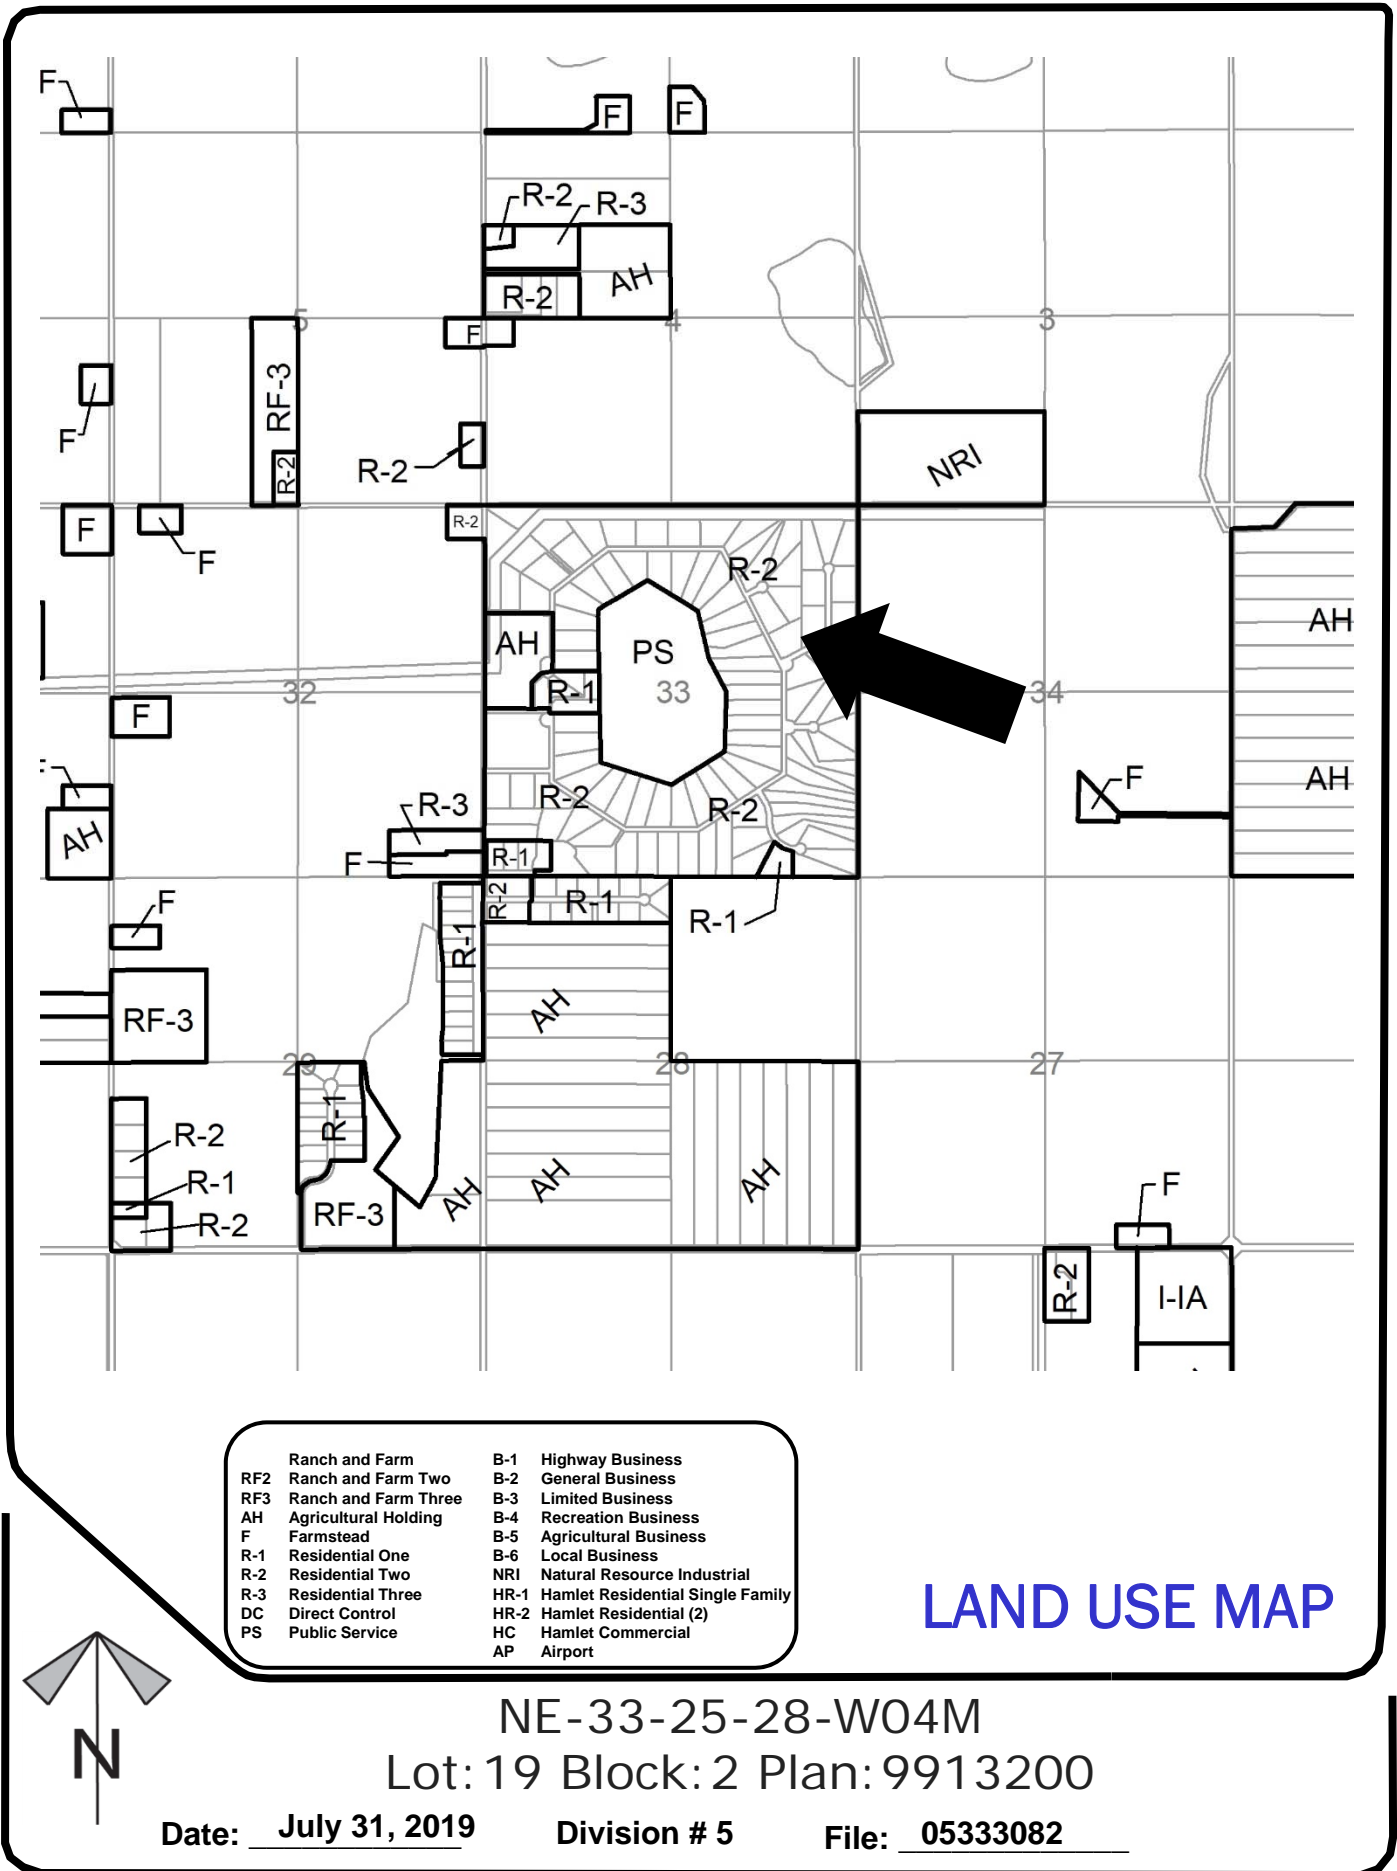 F
F
F
R-2
R-3
AH
R-2
5
4
3
F
RF-3
F
R-2
R-2
NRI
F
F
R-2
R-2
AH
PS
AH
R-1
32
33
34
F
F
AH
R-3
R-2
R-2
F
AH
F
R-1
R-2
R-1
R-1
F
R-1
AH
RF-3
29
28
27
R-1
R-2
R-1
R-2
RF-3
AH
AH
AH
F
R-2
I-IA
Ranch and Farm
RF2 Ranch and Farm Two
RF3 Ranch and Farm Three
AH Agricultural Holding
F Farmstead
R-1 Residential One
R-2 Residential Two
R-3 Residential Three
DC Direct Control
PS Public Service
B-1 Highway Business
B-2 General Business
B-3 Limited Business
B-4 Recreation Business
B-5 Agricultural Business
B-6 Local Business
NRI Natural Resource Industrial
HR-1 Hamlet Residential Single Family
HR-2 Hamlet Residential (2)
HC Hamlet Commercial
AP Airport
LAND USE MAP
N
NE-33-25-28-W04M
Lot:19 Block:2 Plan:9913200
Date: July 31, 2019 Division # 5 File: 05333082